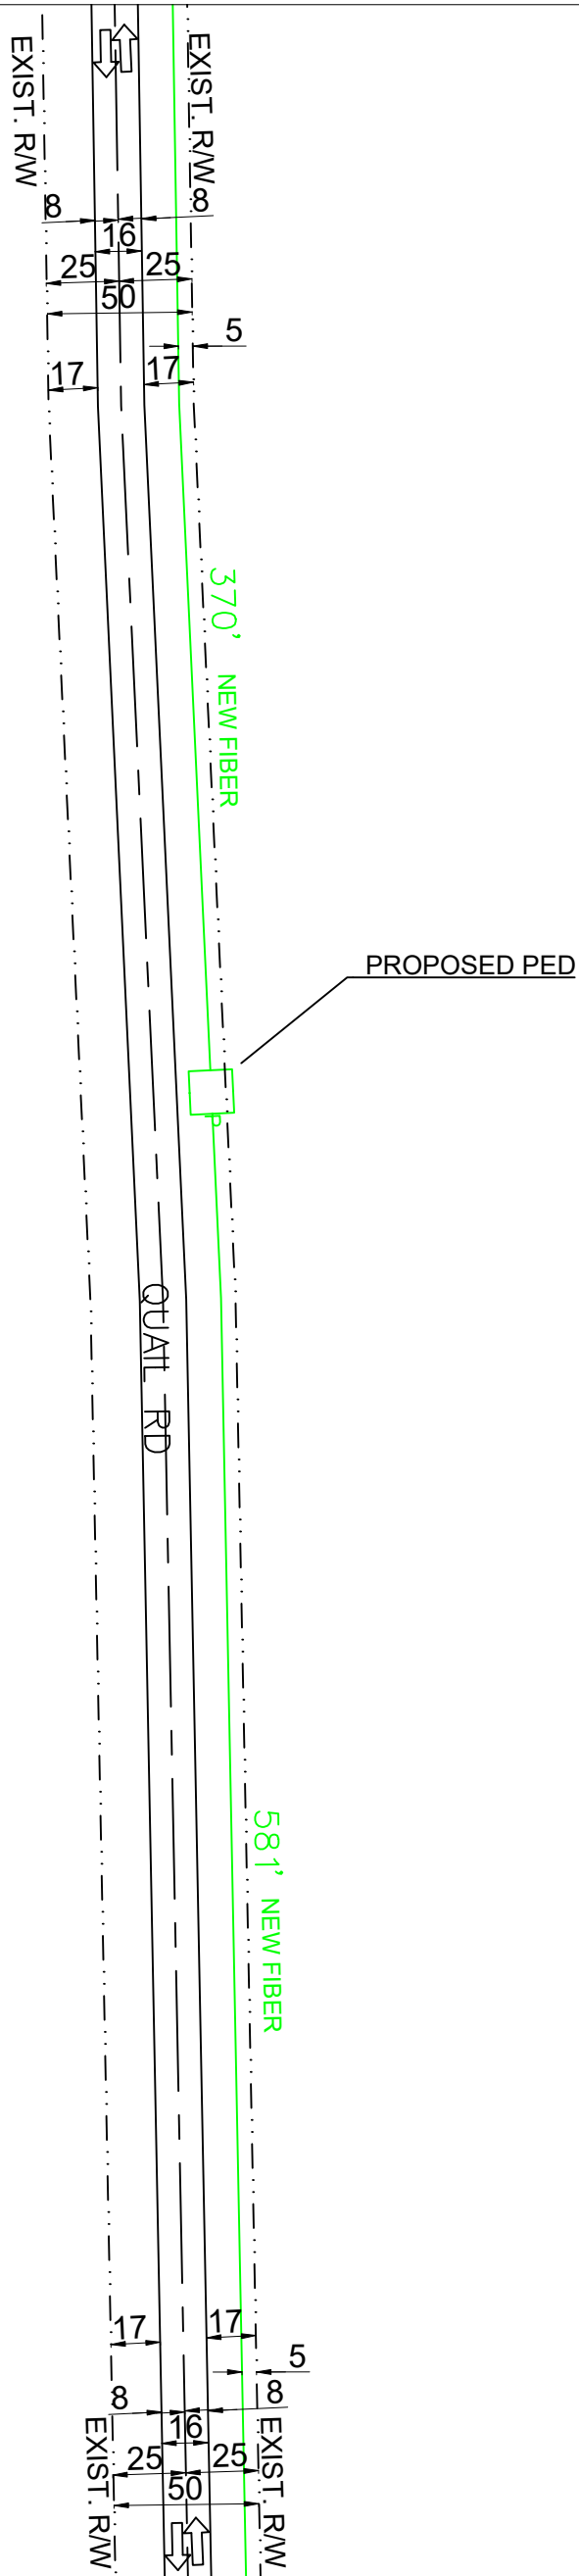 EXIST. R/W
EXIST. R/W
8
8
16
25
25
50
5
17
17
370' NEW FIBER
PROPOSED PED
P
QUAIL RD
581' NEW FIBER
17
17
5
8
8
16
25
25
50
EXIST. R/W
EXIST. R/W